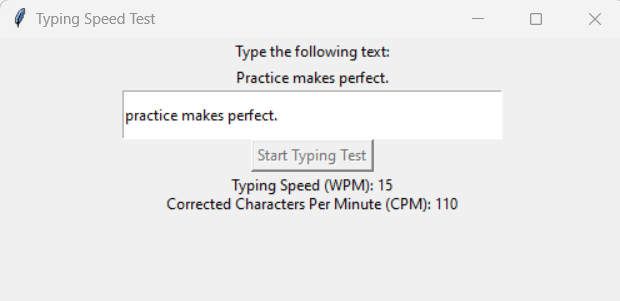 Typing Speed Test
Type the following text:
Practice makes perfect.
practice makes perfect.
Start Typing Test
Typing Speed (WPM): 15
Corrected Characters Per Minute (CPM): 110